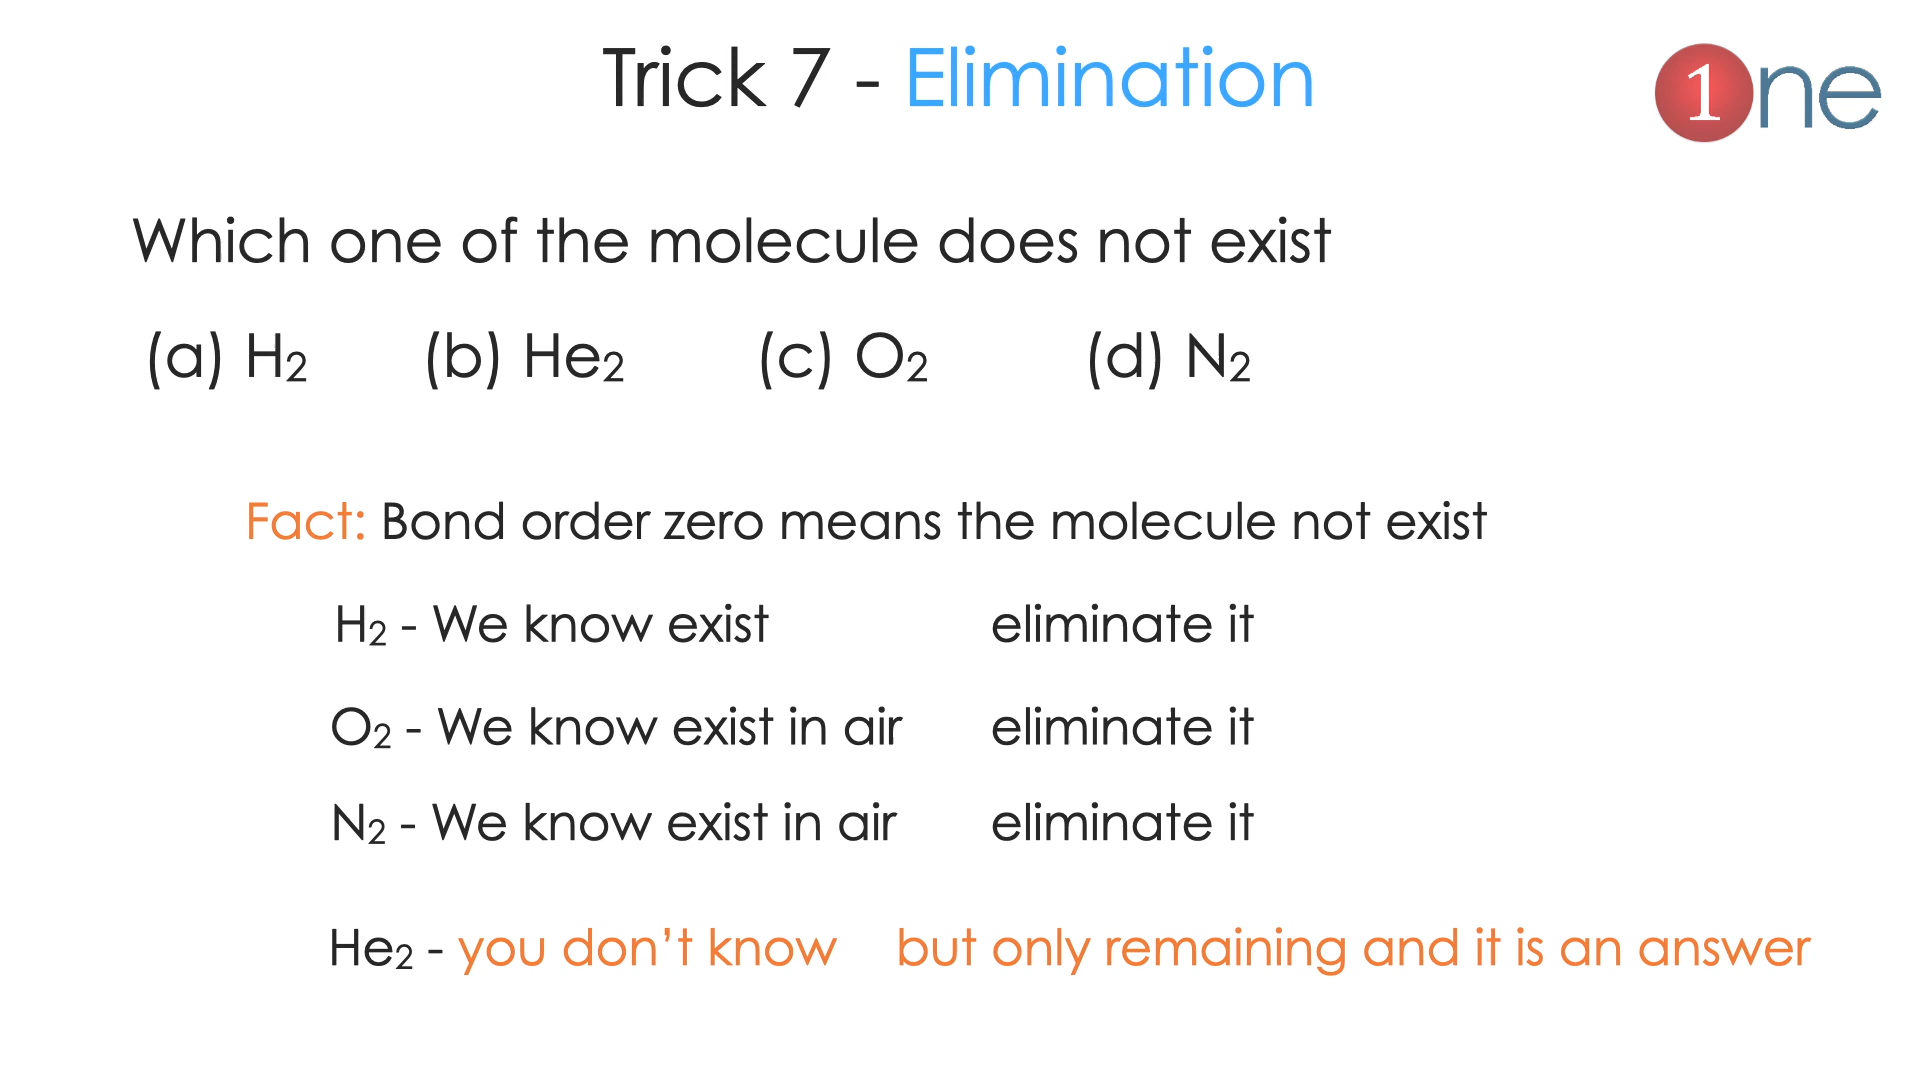 Trick 7 - Elimination
1ne
Which one of the molecule does not exist
(a) H₂ (b) He₂ (c) O₂ (d) N₂
Fact: Bond order zero means the molecule not exist
H₂ - We know exist eliminate it
O₂ - We know exist in air eliminate it
N₂ - We know exist in air eliminate it
He₂ - you don’t know but only remaining and it is an answer